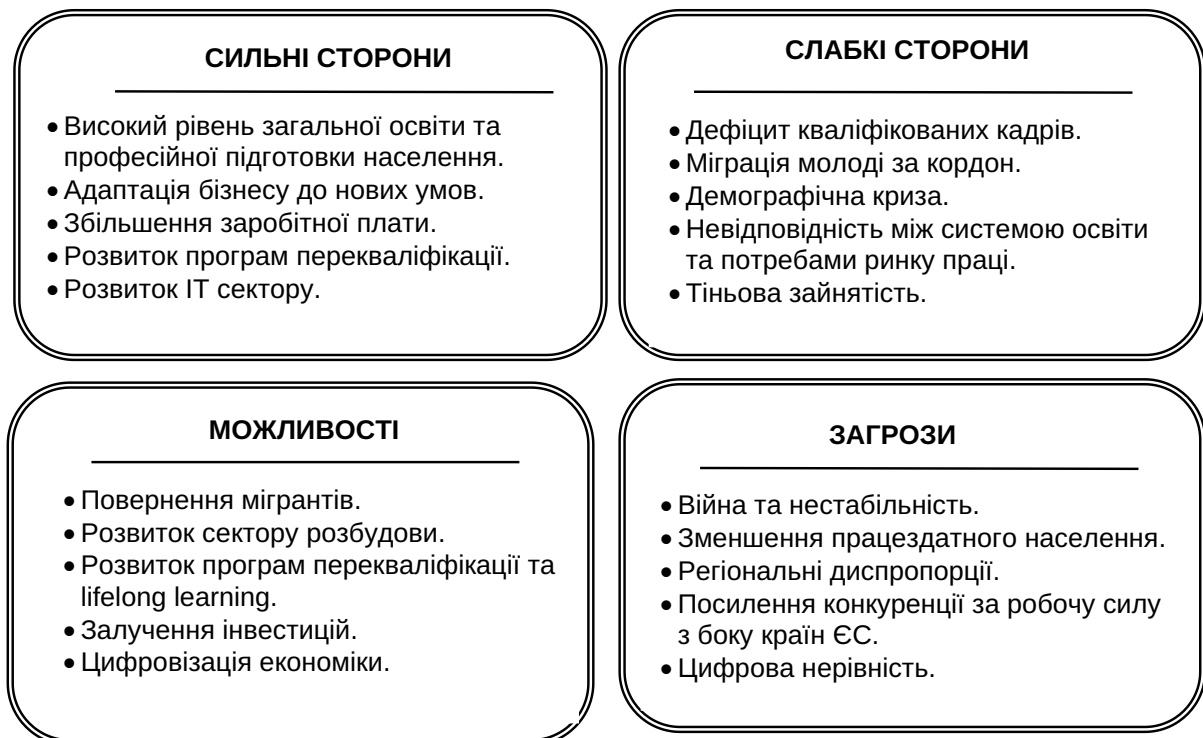 СИЛЬНІ СТОРОНИ
• Високий рівень загальної освіти та
професійної підготовки населення.
• Адаптація бізнесу до нових умов.
• Збільшення заробітної плати.
• Розвиток програм перекваліфікації.
• Розвиток ІТ сектору.
СЛАБКІ СТОРОНИ
• Дефіцит кваліфікованих кадрів.
• Міграція молоді за кордон.
• Демографічна криза.
• Невідповідність між системою освіти
та потребами ринку праці.
• Тіньова зайнятість.
МОЖЛИВОСТІ
• Повернення мігрантів.
• Розвиток сектору розбудови.
• Розвиток програм перекваліфікації та
lifelong learning.
• Залучення інвестицій.
• Цифровізація економіки.
ЗАГРОЗИ
• Війна та нестабільність.
• Зменшення працездатного населення.
• Регіональні диспропорції.
• Посилення конкуренції за робочу силу
з боку країн ЄС.
• Цифрова нерівність.